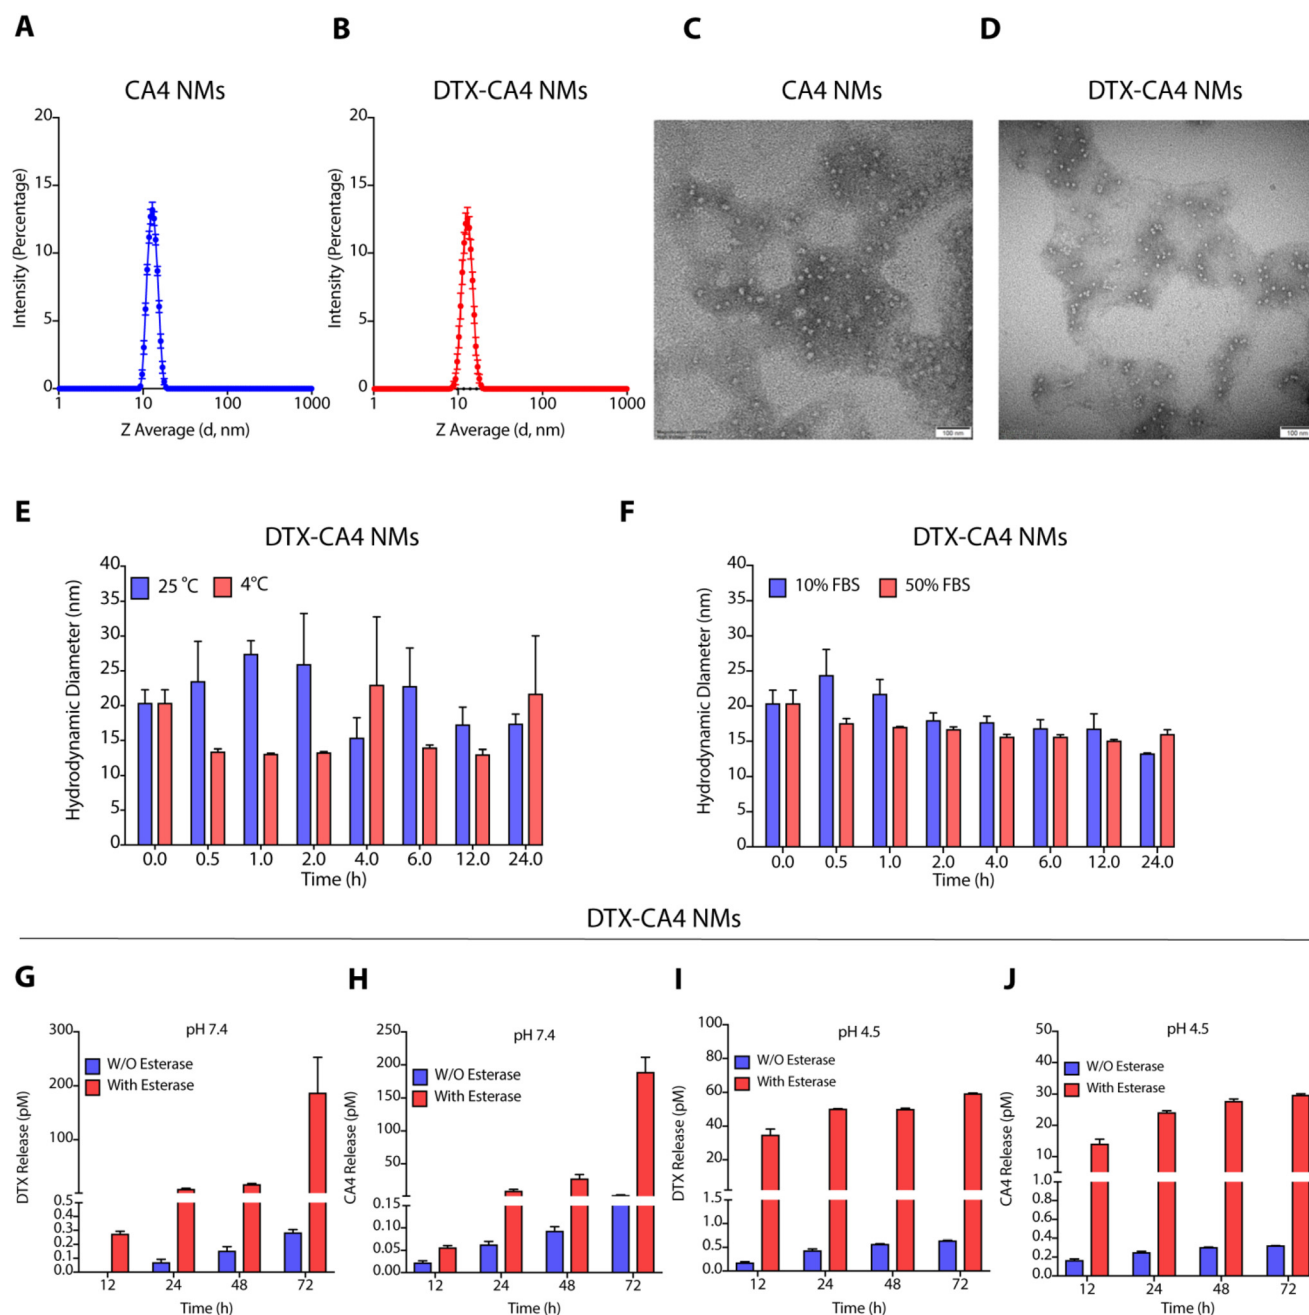 A
B
C
D
CA4 NMs
DTX-CA4 NMs
CA4 NMs
DTX-CA4 NMs
Intensity (Percentage)
20
15
10
5
0
1
10
100
1000
Z Average (d, nm)
Intensity (Percentage)
20
15
10
5
0
1
10
100
1000
Z Average (d, nm)
100 nm
100 nm
E
DTX-CA4 NMs
25 °C
4°C
Hydrodynamic Diameter (nm)
40
35
30
25
20
15
10
5
0
0.0
0.5
1.0
2.0
4.0
6.0
12.0
24.0
Time (h)
F
DTX-CA4 NMs
10% FBS
50% FBS
Hydrodynamic Diameter (nm)
40
35
30
25
20
15
10
5
0
0.0
0.5
1.0
2.0
4.0
6.0
12.0
24.0
Time (h)
DTX-CA4 NMs
G
pH 7.4
W/O Esterase
With Esterase
DTX Release (pM)
300
200
100
0.5
0.4
0.3
0.2
0.1
0.0
12
24
48
72
Time (h)
H
pH 7.4
W/O Esterase
With Esterase
CA4 Release (pM)
250
200
150
100
50
0.15
0.10
0.05
0.00
12
24
48
72
Time (h)
I
pH 4.5
W/O Esterase
With Esterase
DTX Release (pM)
100
80
60
40
20
1.5
1.0
0.5
0.0
12
24
48
72
Time (h)
J
pH 4.5
W/O Esterase
With Esterase
CA4 Release (pM)
50
40
30
20
10
1.0
0.8
0.6
0.4
0.2
0.0
12
24
48
72
Time (h)